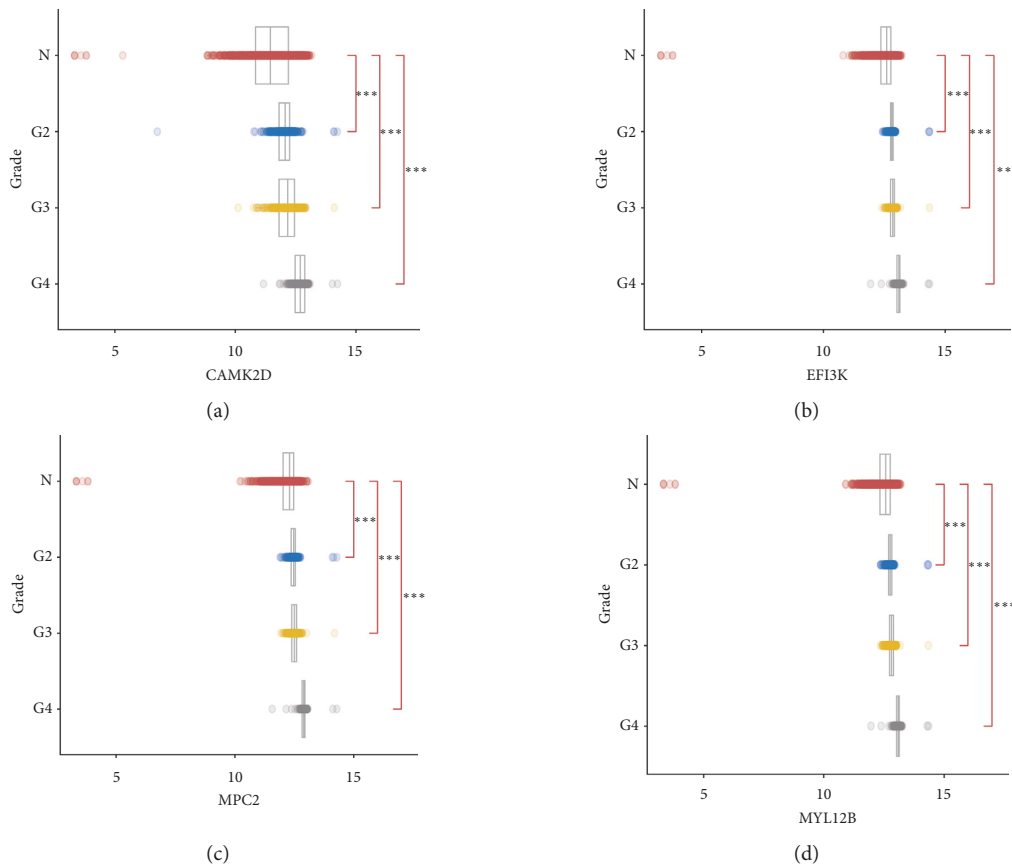 N
G2
G3
G4
Grade
***
***
***
5
10
15
CAMK2D
(a)
N
G2
G3
G4
Grade
***
***
**
5
10
15
EFI3K
(b)
N
G2
G3
G4
Grade
***
***
***
5
10
15
MPC2
(c)
N
G2
G3
G4
Grade
***
***
***
5
10
15
MYL12B
(d)